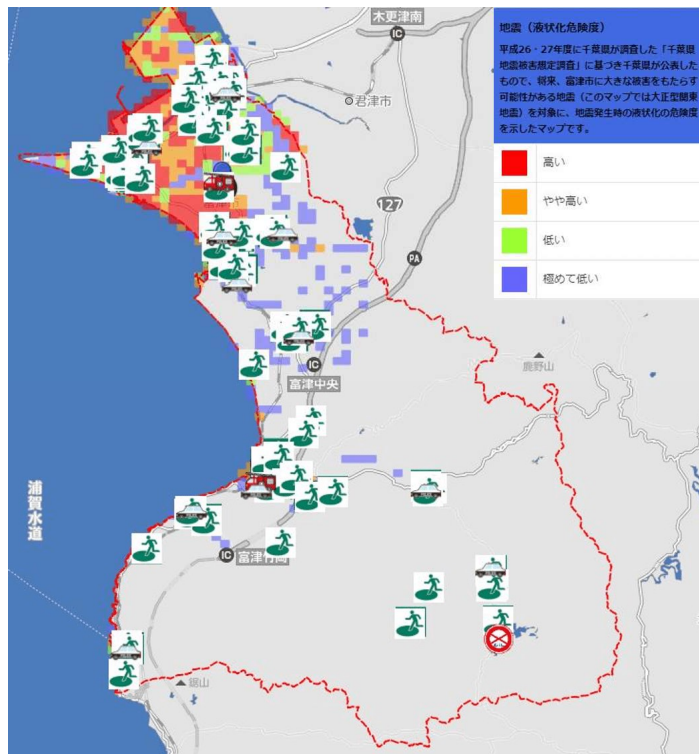 木更津南
IC
君津市
127
PA
鹿野山
IC
富津中央
浦賀水道
IC
富津竹岡
鋸山
地震（液状化危険度）
平成26・27年度に千葉県が調査した「千葉県
地震被害想定調査」に基づき千葉県が公表した
もので、将来、富津市に大きな被害をもたらす
可能性がある地震（このマップでは大正型関東
地震）を対象に、地震発生時の液状化の危険度
を示したマップです。
高い
やや高い
低い
極めて低い